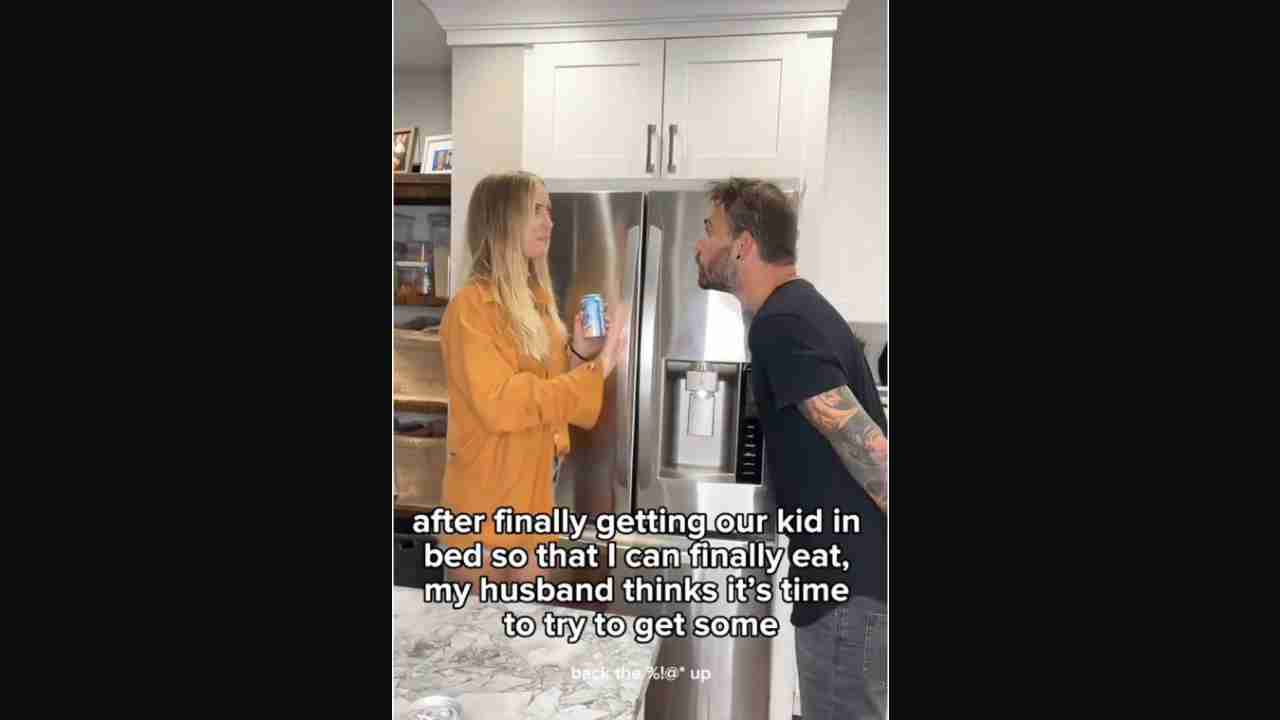 after finally getting our kid in
bed so that I can finally eat,
my husband thinks it's time
to try to get some
back the %!@* up